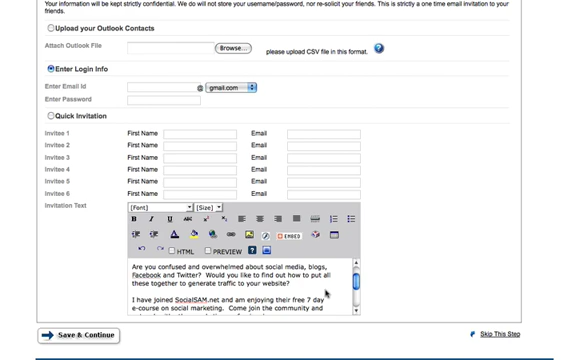 Your information will be kept strictly confidential. We do will not store your username/password, nor re-solicit your friends. This is strictly a one time email invitation to your
friends.
Upload your Outlook Contacts
Attach Outlook File Browse... please upload CSV file in this format. ?
Enter Login Info
Enter Email Id @ gmail.com
Enter Password
Quick Invitation
Invitee 1 First Name Email
Invitee 2 First Name Email
Invitee 3 First Name Email
Invitee 4 First Name Email
Invitee 5 First Name Email
Invitee 6 First Name Email
Invitation Text [Font] [Size]
B I U ABC x² x₂
A EMBED
HTML PREVIEW ?
Are you confused and overwhelmed about social media, blogs,
Facebook and Twitter? Would you like to find out how to put all
these together to generate traffic to your website?
I have joined SocialSAM.net and am enjoying their free 7 day
e-course on social marketing. Come join the community and
Save & Continue Skip This Step